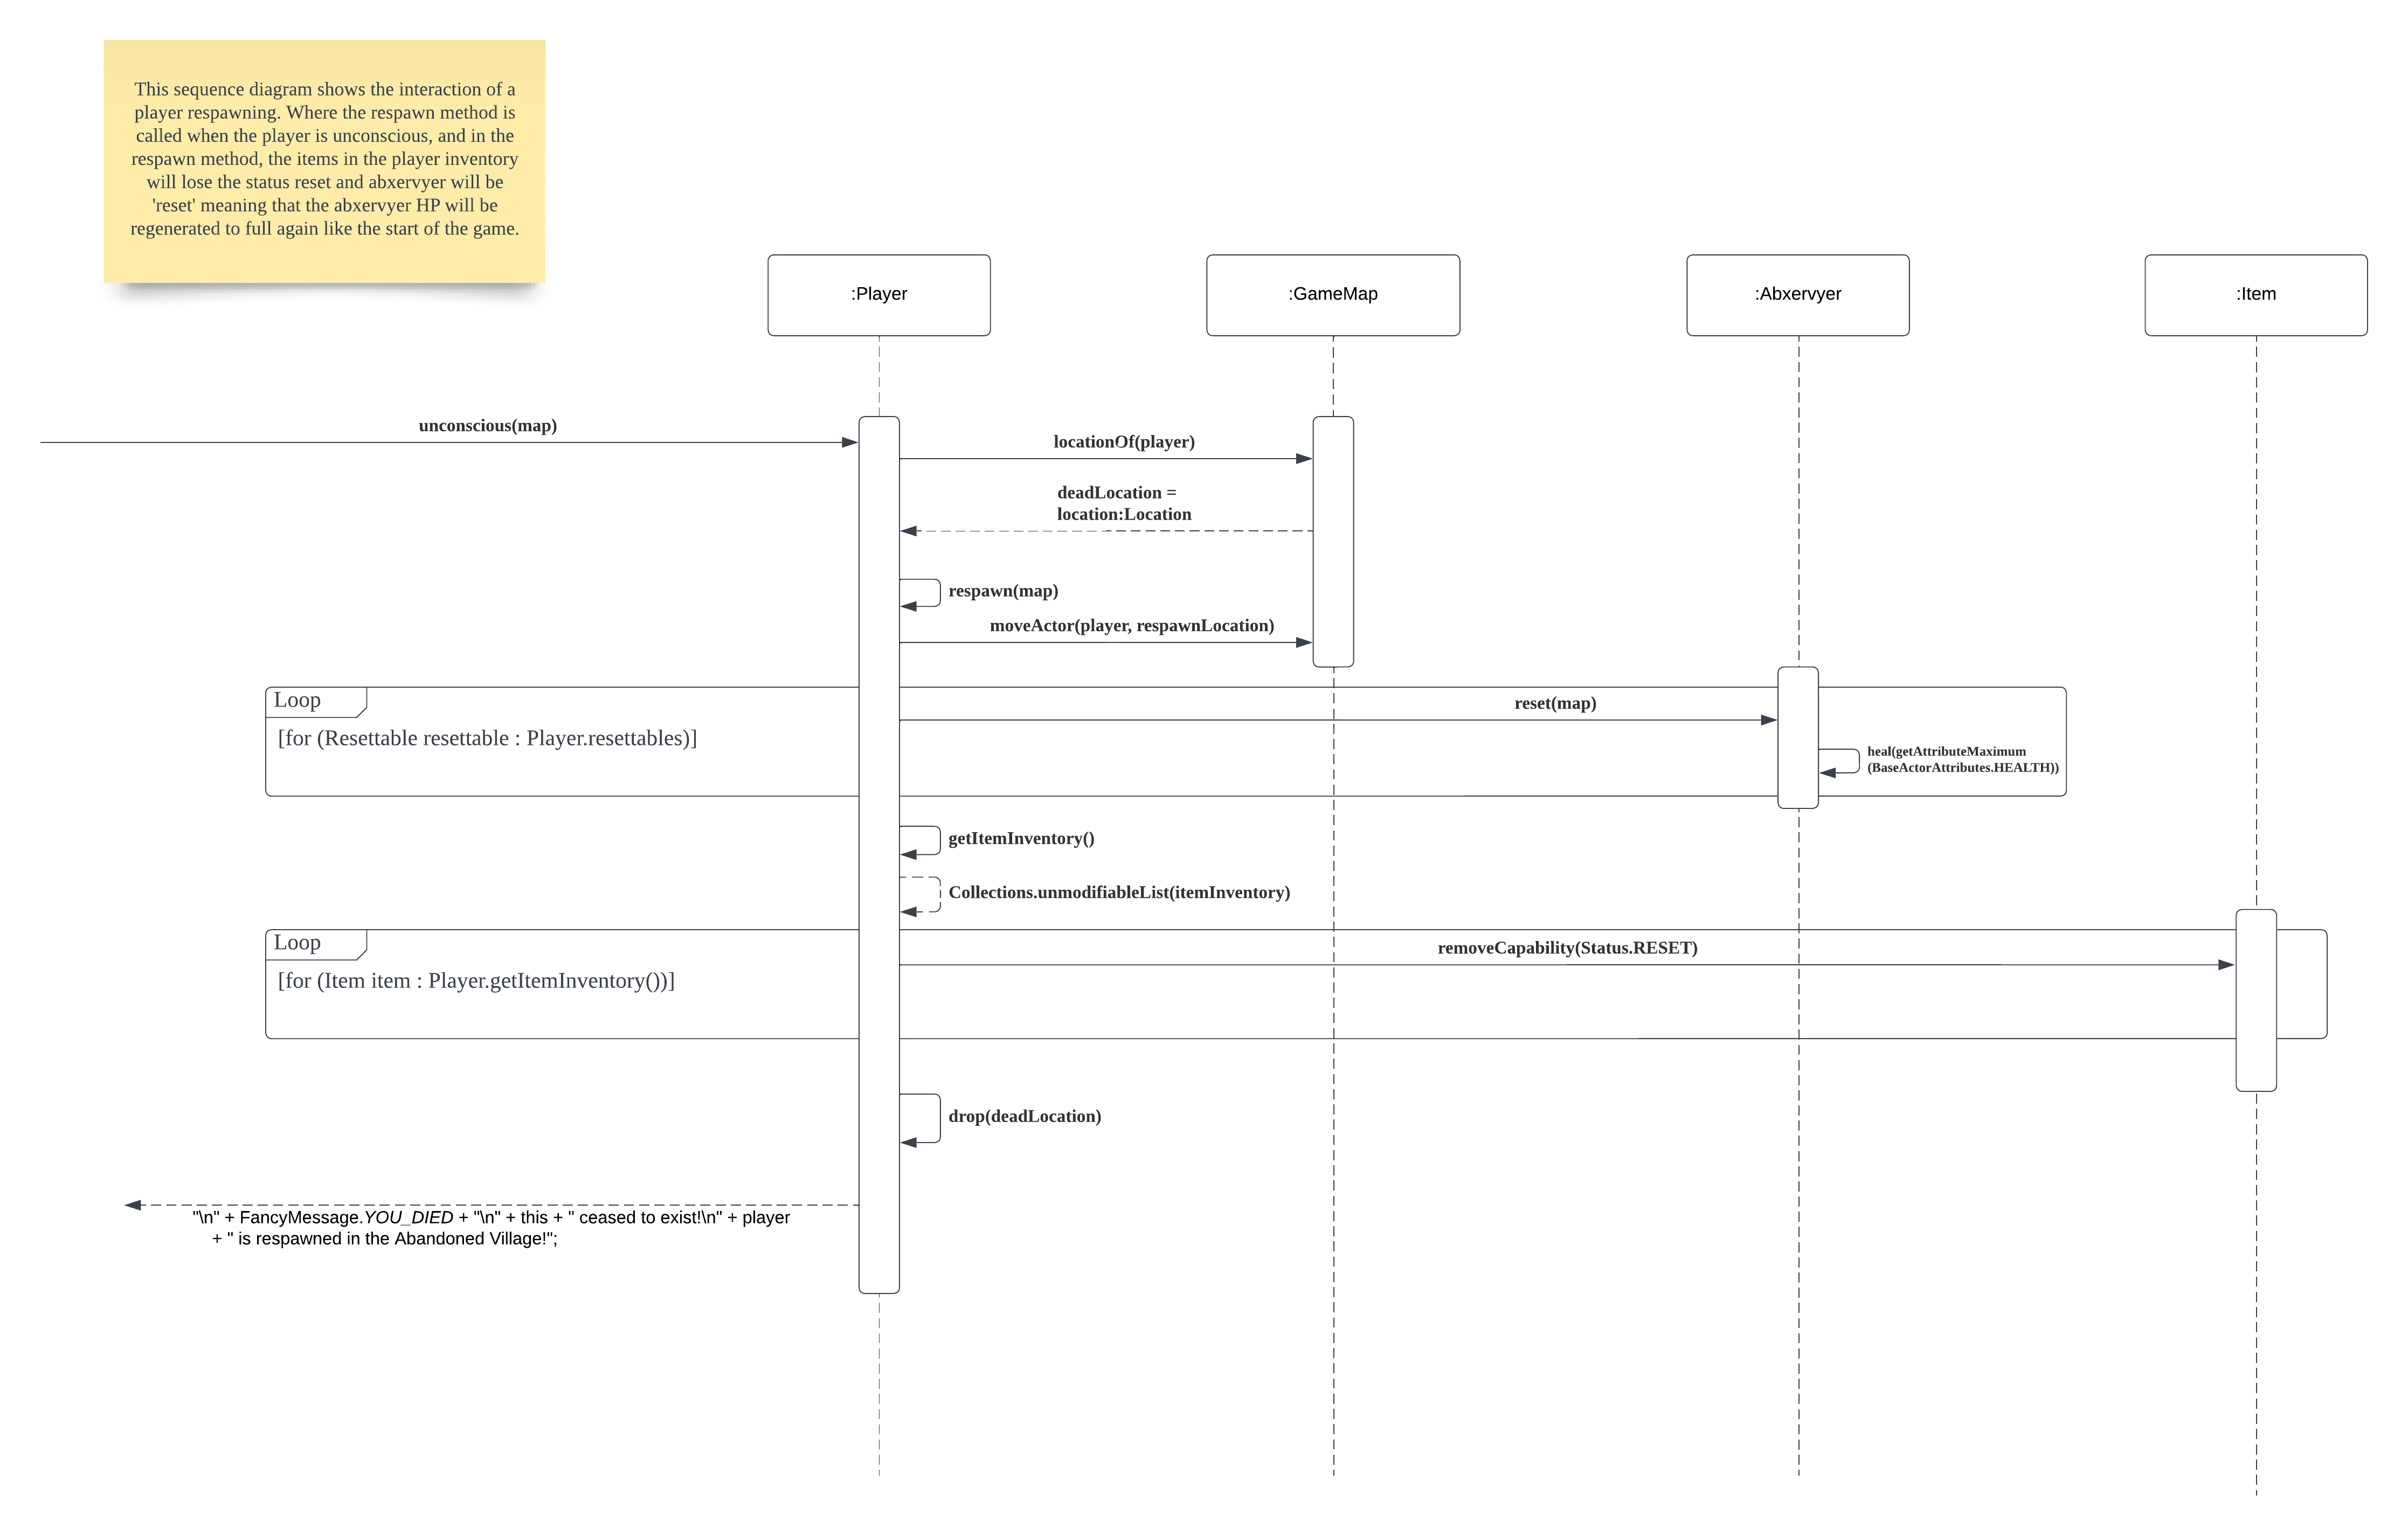 This sequence diagram shows the interaction of a
player respawning. Where the respawn method is
called when the player is unconscious, and in the
respawn method, the items in the player inventory
will lose the status reset and abxervyer will be
'reset' meaning that the abxervyer HP will be
regenerated to full again like the start of the game.
:Player
:GameMap
:Abxervyer
:Item
unconscious(map)
locationOf(player)
deadLocation =
location:Location
respawn(map)
moveActor(player, respawnLocation)
Loop
reset(map)
[for (Resettable resettable : Player.resettables)]
heal(getAttributeMaximum
(BaseActorAttributes.HEALTH))
getItemInventory()
Collections.unmodifiableList(itemInventory)
Loop
removeCapability(Status.RESET)
[for (Item item : Player.getItemInventory())]
drop(deadLocation)
"\n" + FancyMessage.YOU_DIED + "\n" + this + " ceased to exist!\n" + player
+ " is respawned in the Abandoned Village!";